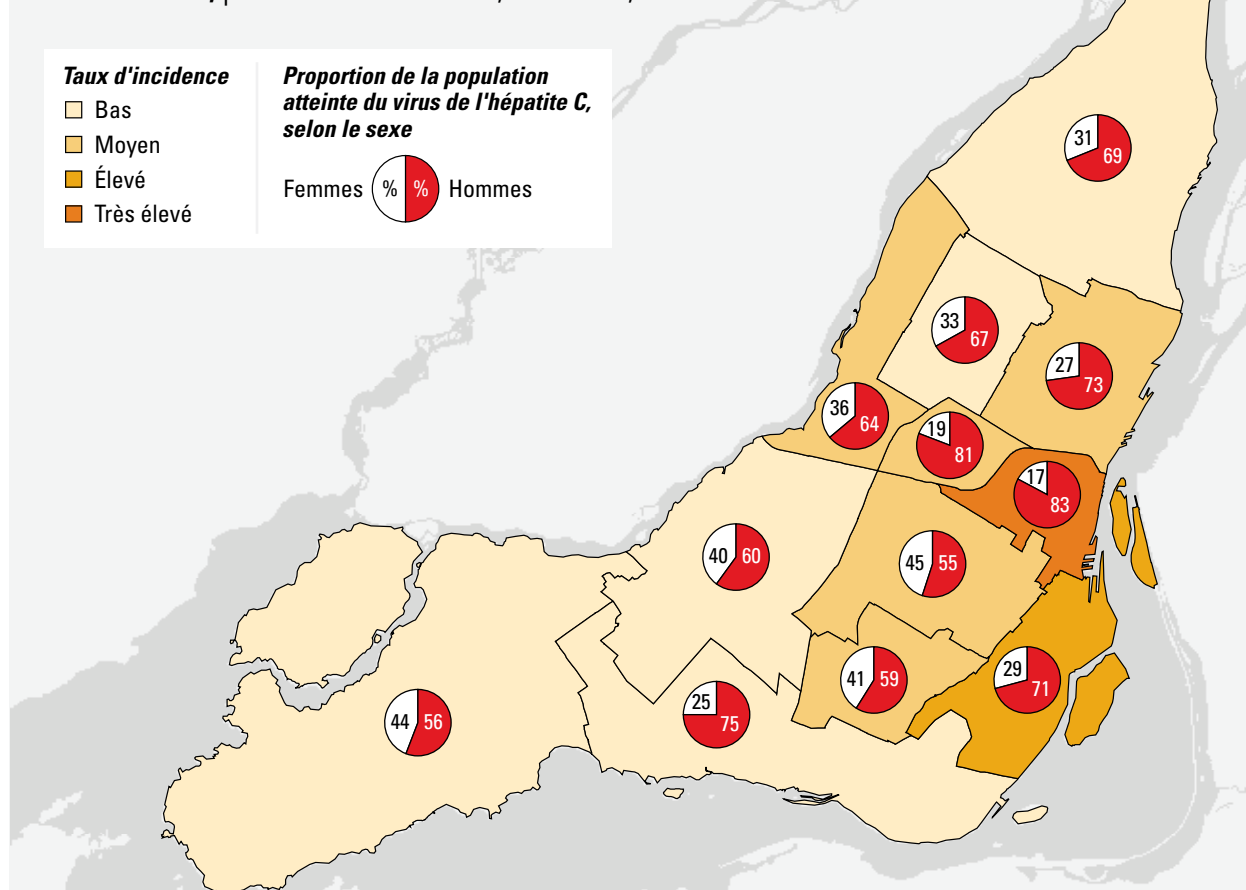 Taux d'incidence
Bas
Moyen
Élevé
Très élevé
Proportion de la population
atteinte du virus de l'hépatite C,
selon le sexe
Femmes % % Hommes
31 69
33 67
27 73
36 64
19 81
17 83
40 60
45 55
41 59
29 71
25 75
44 56